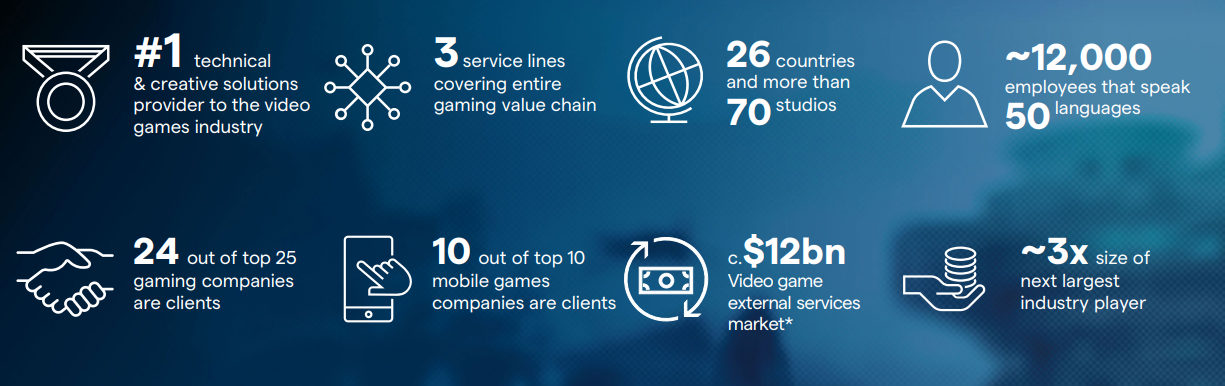 #1 technical
& creative solutions
provider to the video
games industry
3 service lines
covering entire
gaming value chain
26 countries
and more than
70 studios
~12,000
employees that speak
50 languages
24 out of top 25
gaming companies
are clients
10 out of top 10
mobile games
companies are clients
c.$12bn
Video game
external services
market*
~3x size of
next largest
industry player